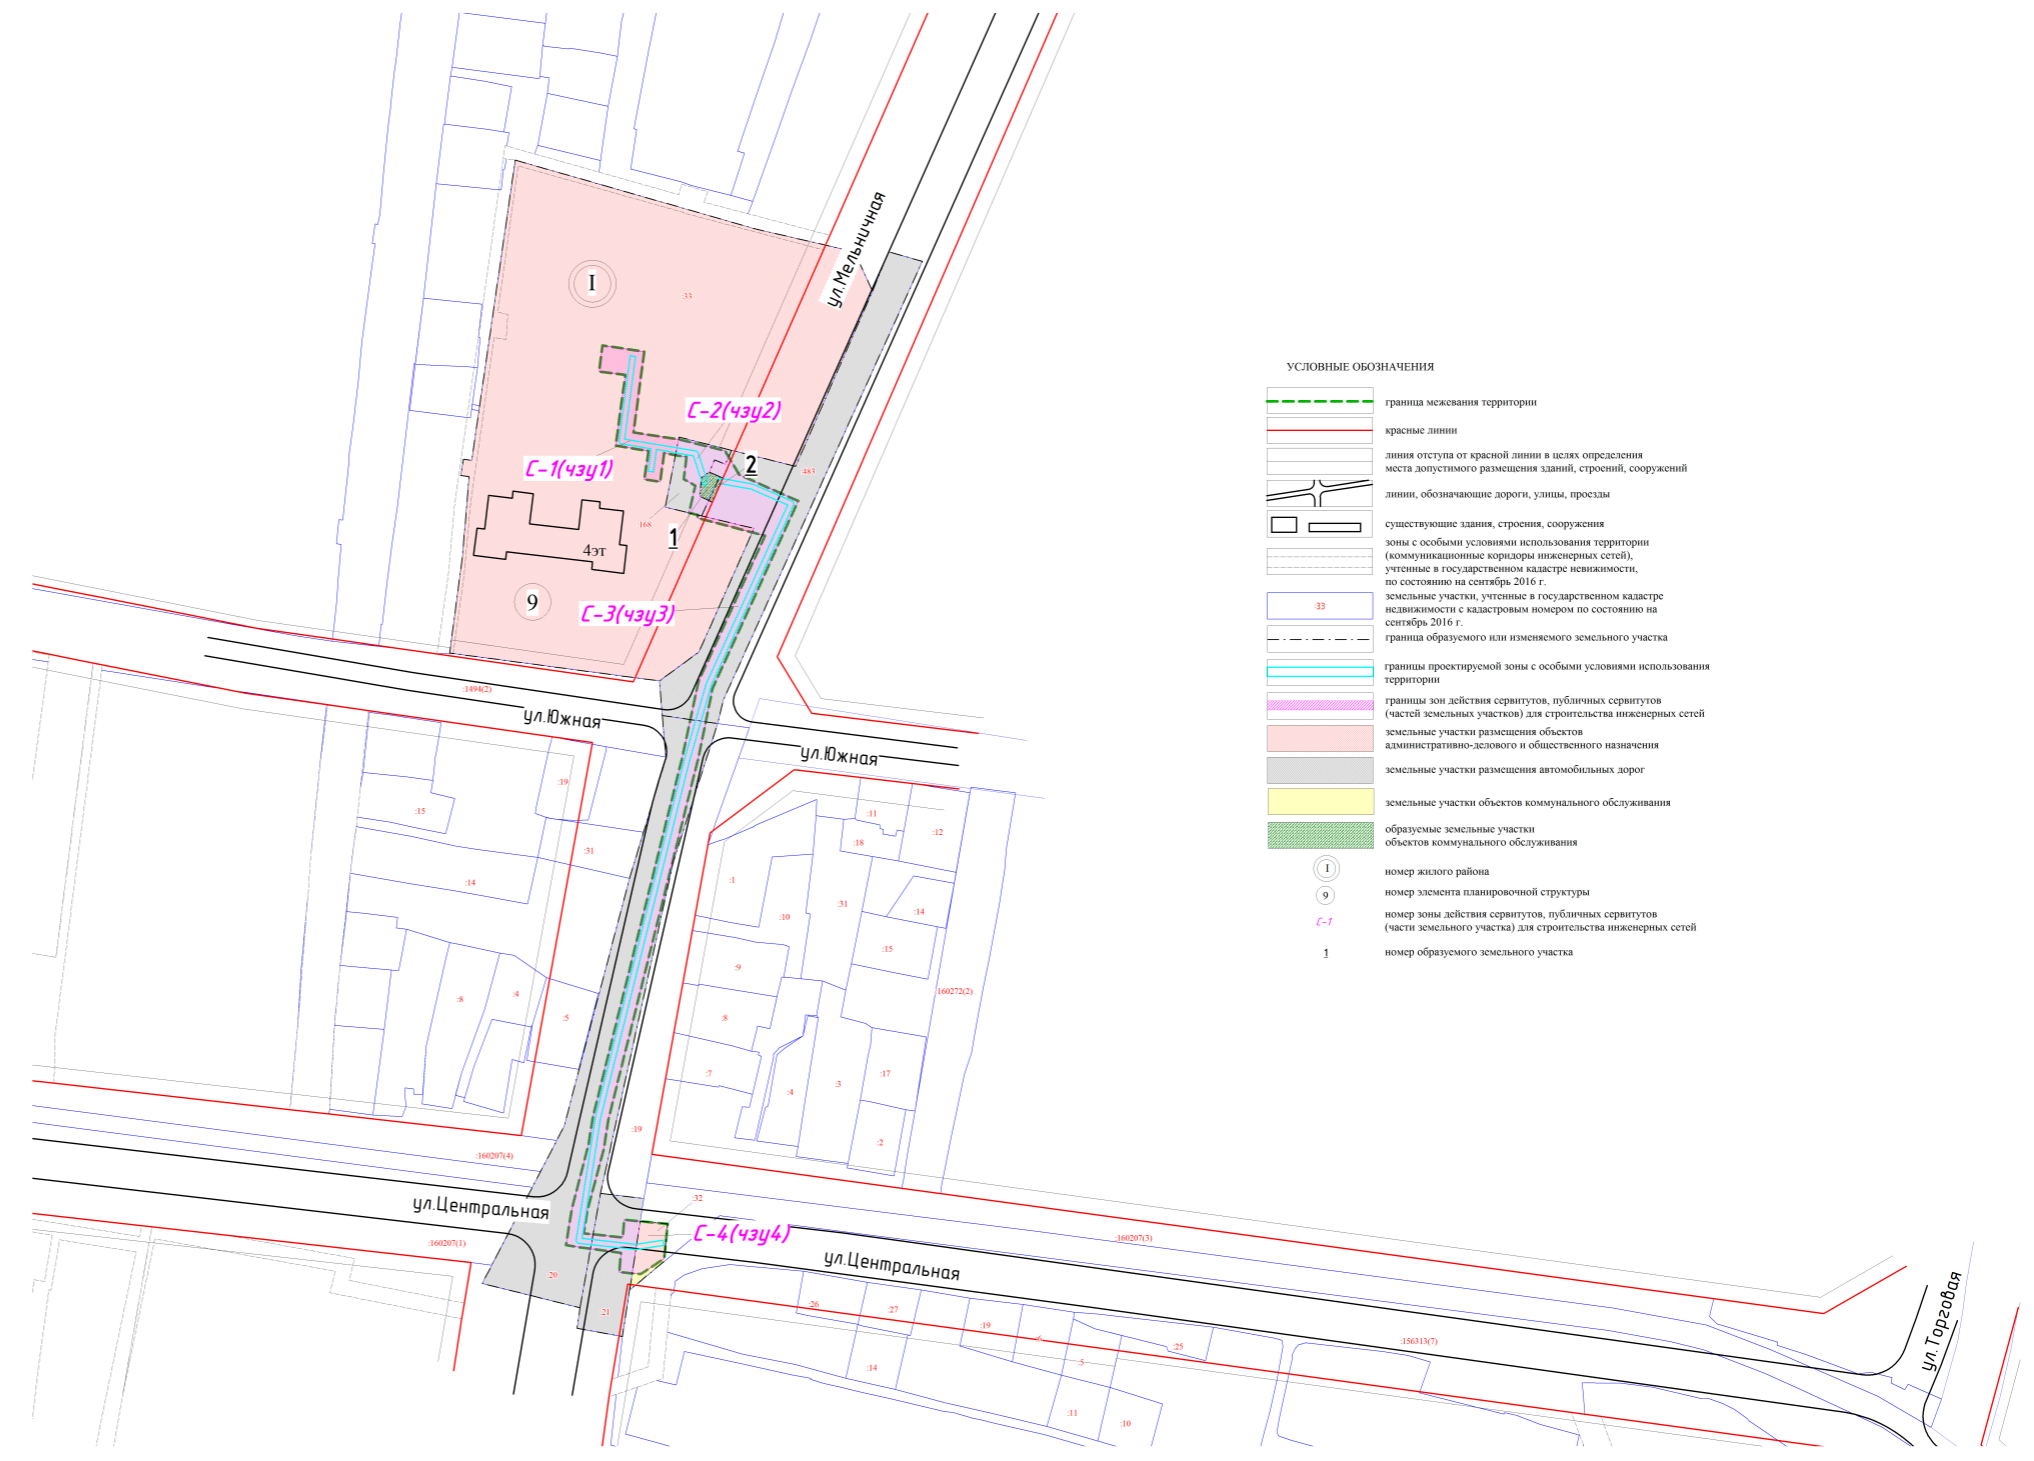 ул.Мельничная
I
:33
С-2(чзу2)
2
С-1(чзу1)
:483
:168
1
4эт
9
С-3(чзу3)
:1494(2)
ул.Южная
ул.Южная
:19
:15
:31
:14
:11
:12
:18
:1
:10
:31
:14
:15
:9
:8
:4
:5
:160272(2)
:8
:7
:4
:3
:17
:19
:2
:160207(4)
ул.Центральная
:32
С-4(чзу4)
:160207(1)
:160207(3)
ул.Центральная
:20
:21
:26
:27
:19
:6
:25
:156313(7)
:5
:14
:11
:10
ул.Торговая
УСЛОВНЫЕ ОБОЗНАЧЕНИЯ
граница межевания территории
красные линии
линия отступа от красной линии в целях определения
места допустимого размещения зданий, строений, сооружений
линии, обозначающие дороги, улицы, проезды
существующие здания, строения, сооружения
зоны с особыми условиями использования территории
(коммуникационные коридоры инженерных сетей),
учтенные в государственном кадастре невижимости,
по состоянию на сентябрь 2016 г.
:33
земельные участки, учтенные в государственном кадастре
недвижимости с кадастровым номером по состоянию на
сентябрь 2016 г.
граница образуемого или изменяемого земельного участка
границы проектируемой зоны с особыми условиями использования
территории
границы зон действия сервитутов, публичных сервитутов
(частей земельных участков) для строительства инженерных сетей
земельные участки размещения объектов
административно-делового и общественного назначения
земельные участки размещения автомобильных дорог
земельные участки объектов коммунального обслуживания
образуемые земельные участки
объектов коммунального обслуживания
I
номер жилого района
9
номер элемента планировочной структуры
С-1
номер зоны действия сервитутов, публичных сервитутов
(части земельного участка) для строительства инженерных сетей
1
номер образуемого земельного участка